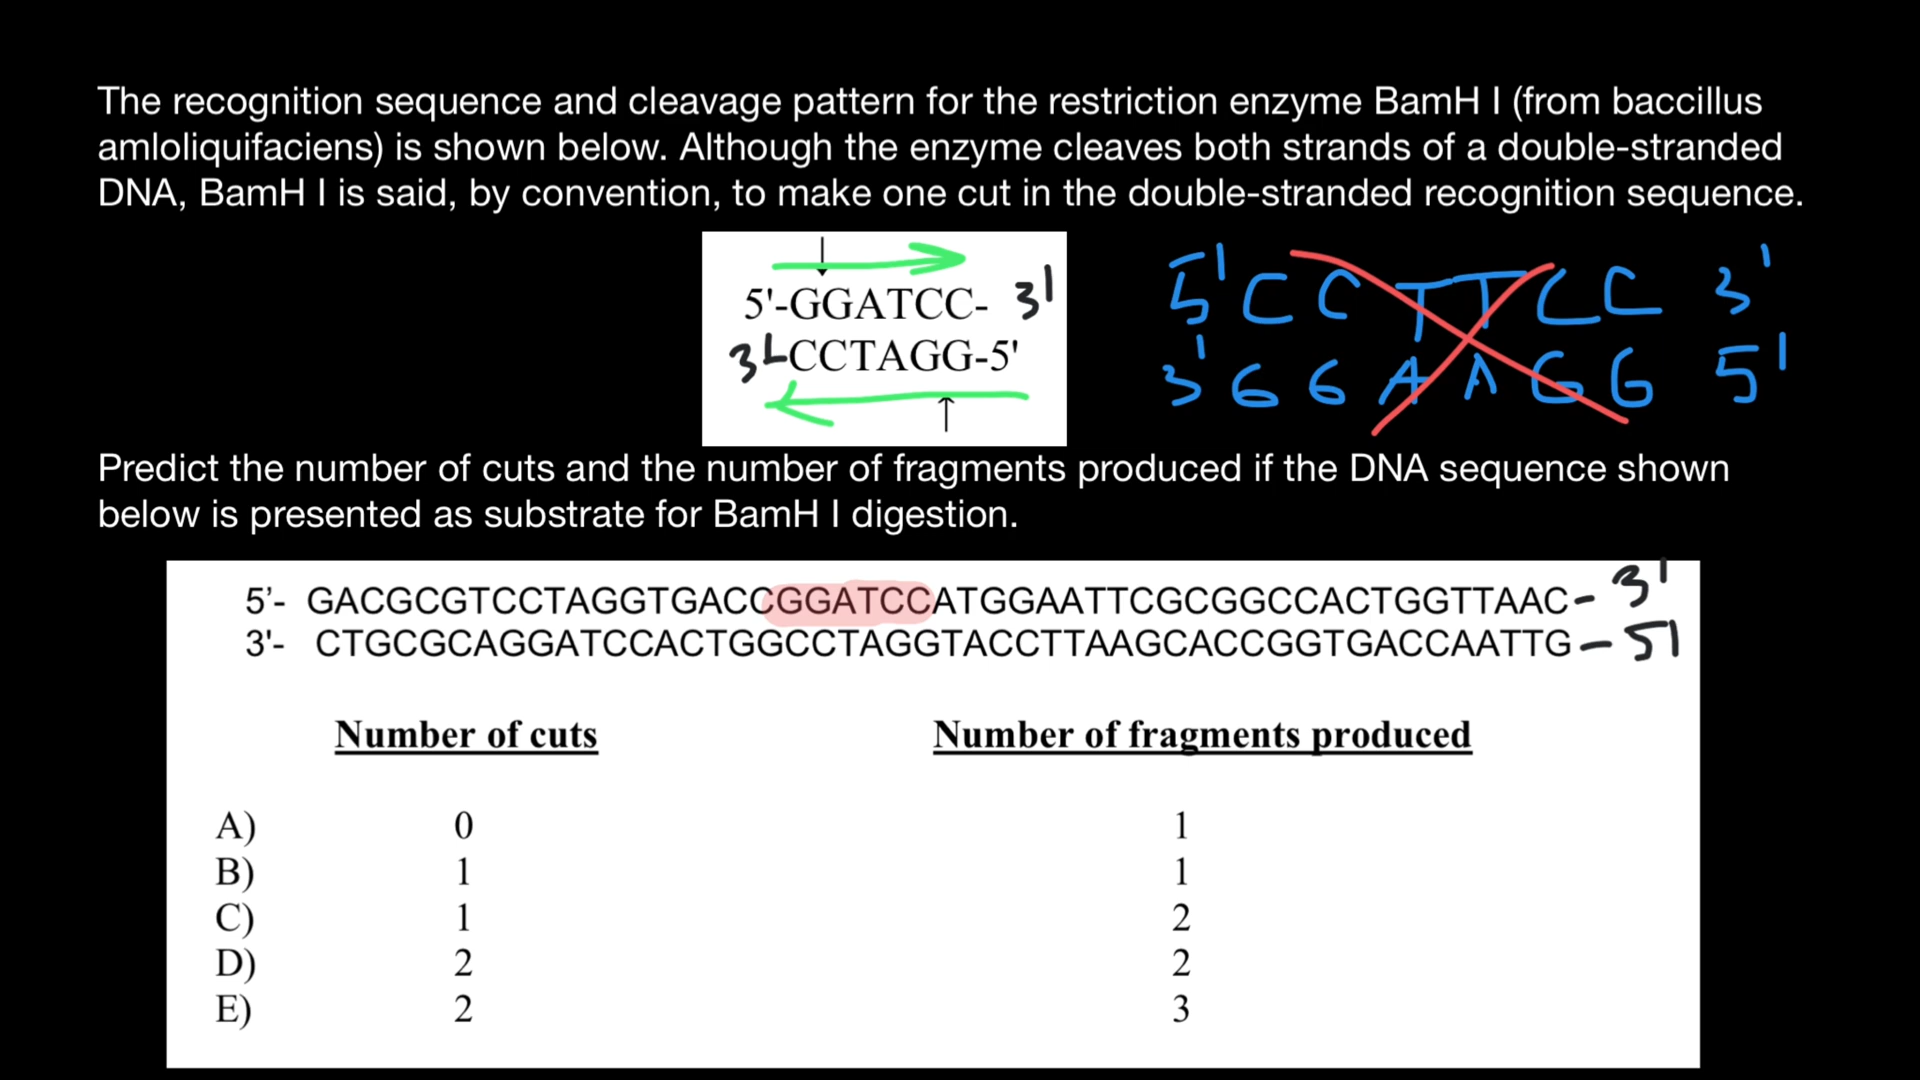 The recognition sequence and cleavage pattern for the restriction enzyme BamH I (from baccillus
amloliquifaciens) is shown below. Although the enzyme cleaves both strands of a double-stranded
DNA, BamH I is said, by convention, to make one cut in the double-stranded recognition sequence.
5'-GGATCC- 3'
3'-CCTAGG-5'
5' C C T T C C 3'
3' G G A A G G 5'
Predict the number of cuts and the number of fragments produced if the DNA sequence shown
below is presented as substrate for BamH I digestion.
5’- GACGCGTCCTAGGTGACCGGATCCATGGAATTCGCGGCCACTGGTTAAC- 3'
3'- CTGCGCAGGATCCACTGGCCTAGGTACCTTAAGCACCGGTGACCAATTG - 5'
Number of cuts Number of fragments produced
A) 0 1
B) 1 1
C) 1 2
D) 2 2
E) 2 3